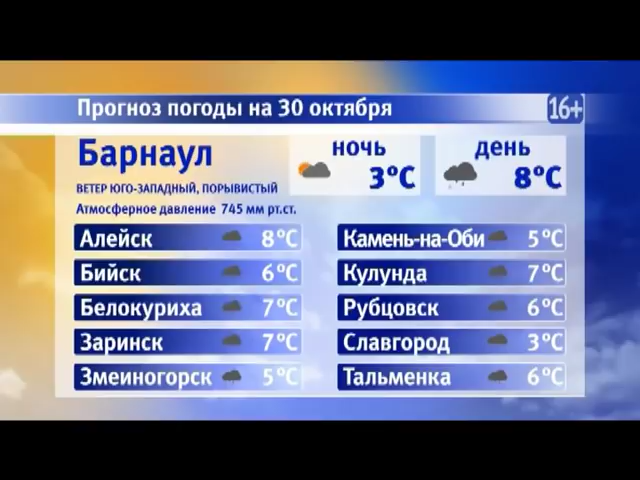 Прогноз погоды на 30 октября
16+
Барнаул
ночь
3°С
день
8°С
ВЕТЕР ЮГО-ЗАПАДНЫЙ, ПОРЫВИСТЫЙ
Атмосферное давление 745 мм рт.ст.
Алейск 8°С
Бийск 6°С
Белокуриха 7°С
Заринск 7°С
Змеиногорск 5°С
Камень-на-Оби 5°С
Кулунда 7°С
Рубцовск 6°С
Славгород 3°С
Тальменка 6°С